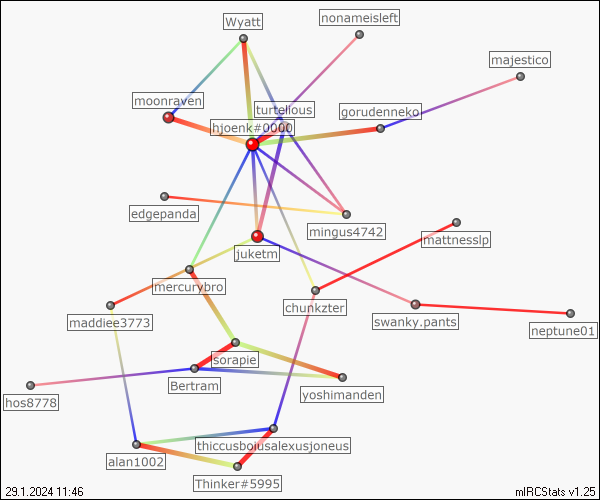 nonameisleft
Wyatt
majestico
moonraven
turtelious
gorudenneko
hjoenk#0000
edgepanda
mingus4742
mattnesslp
juketm
mercurybro
chunkzter
maddiee3773
swanky.pants
neptune01
sorapie
Bertram
yoshimanden
hos8778
thiccusboiusalexusjoneus
alan1002
Thinker#5995
29.1.2024 11:46
mIRCStats v1.25